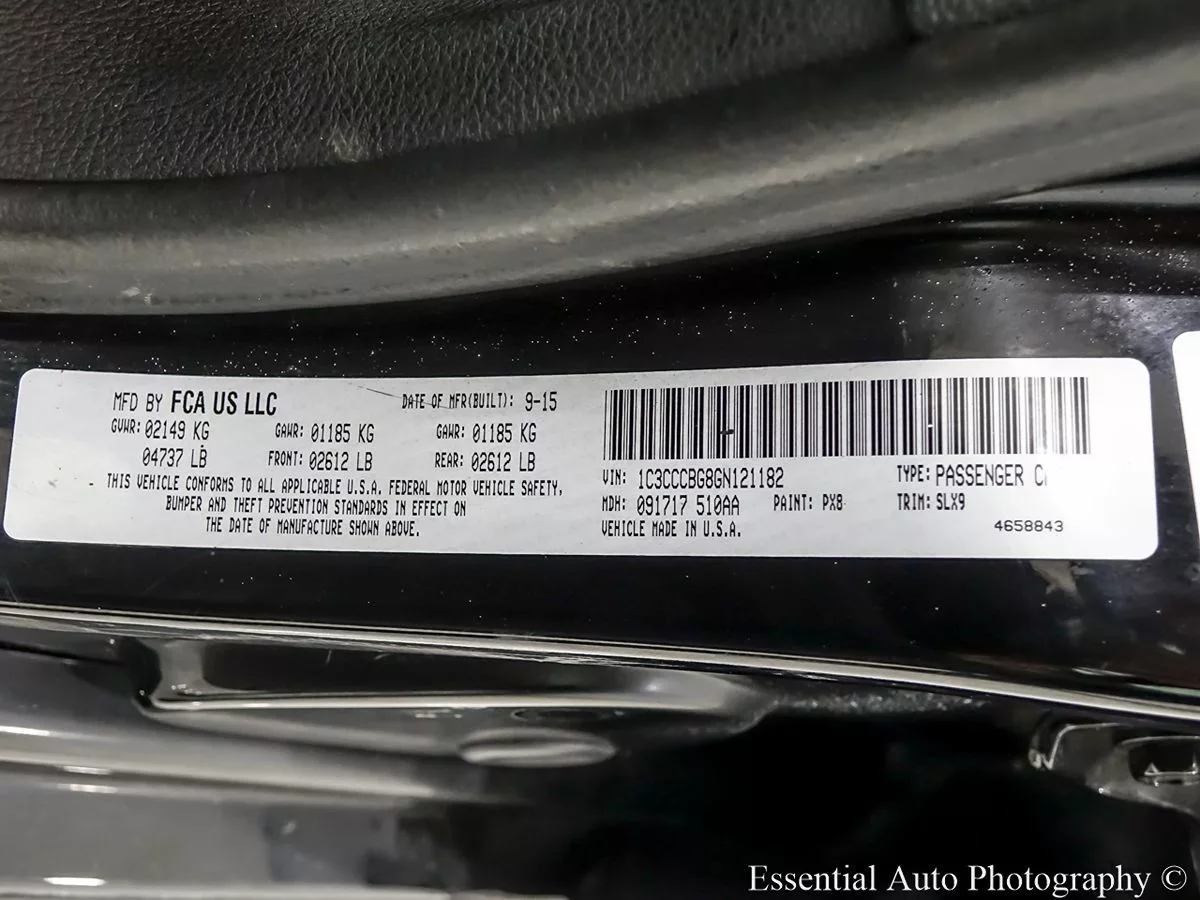 MFD BY FCA US LLC DATE OF MFR(BUILT): 9-15
GVWR: 02149 KG GAWR: 01185 KG GAWR: 01185 KG
04737 LB FRONT: 02612 LB REAR: 02612 LB
THIS VEHICLE CONFORMS TO ALL APPLICABLE U.S.A. FEDERAL MOTOR VEHICLE SAFETY,
BUMPER AND THEFT PREVENTION STANDARDS IN EFFECT ON
THE DATE OF MANUFACTURE SHOWN ABOVE.
VIN: 1C3CCCBG8GN121182 TYPE: PASSENGER
MDH: 091717 510AA PAINT: PX8 TRIM: SLX9
VEHICLE MADE IN U.S.A.
4658843
Essential Auto Photography ©